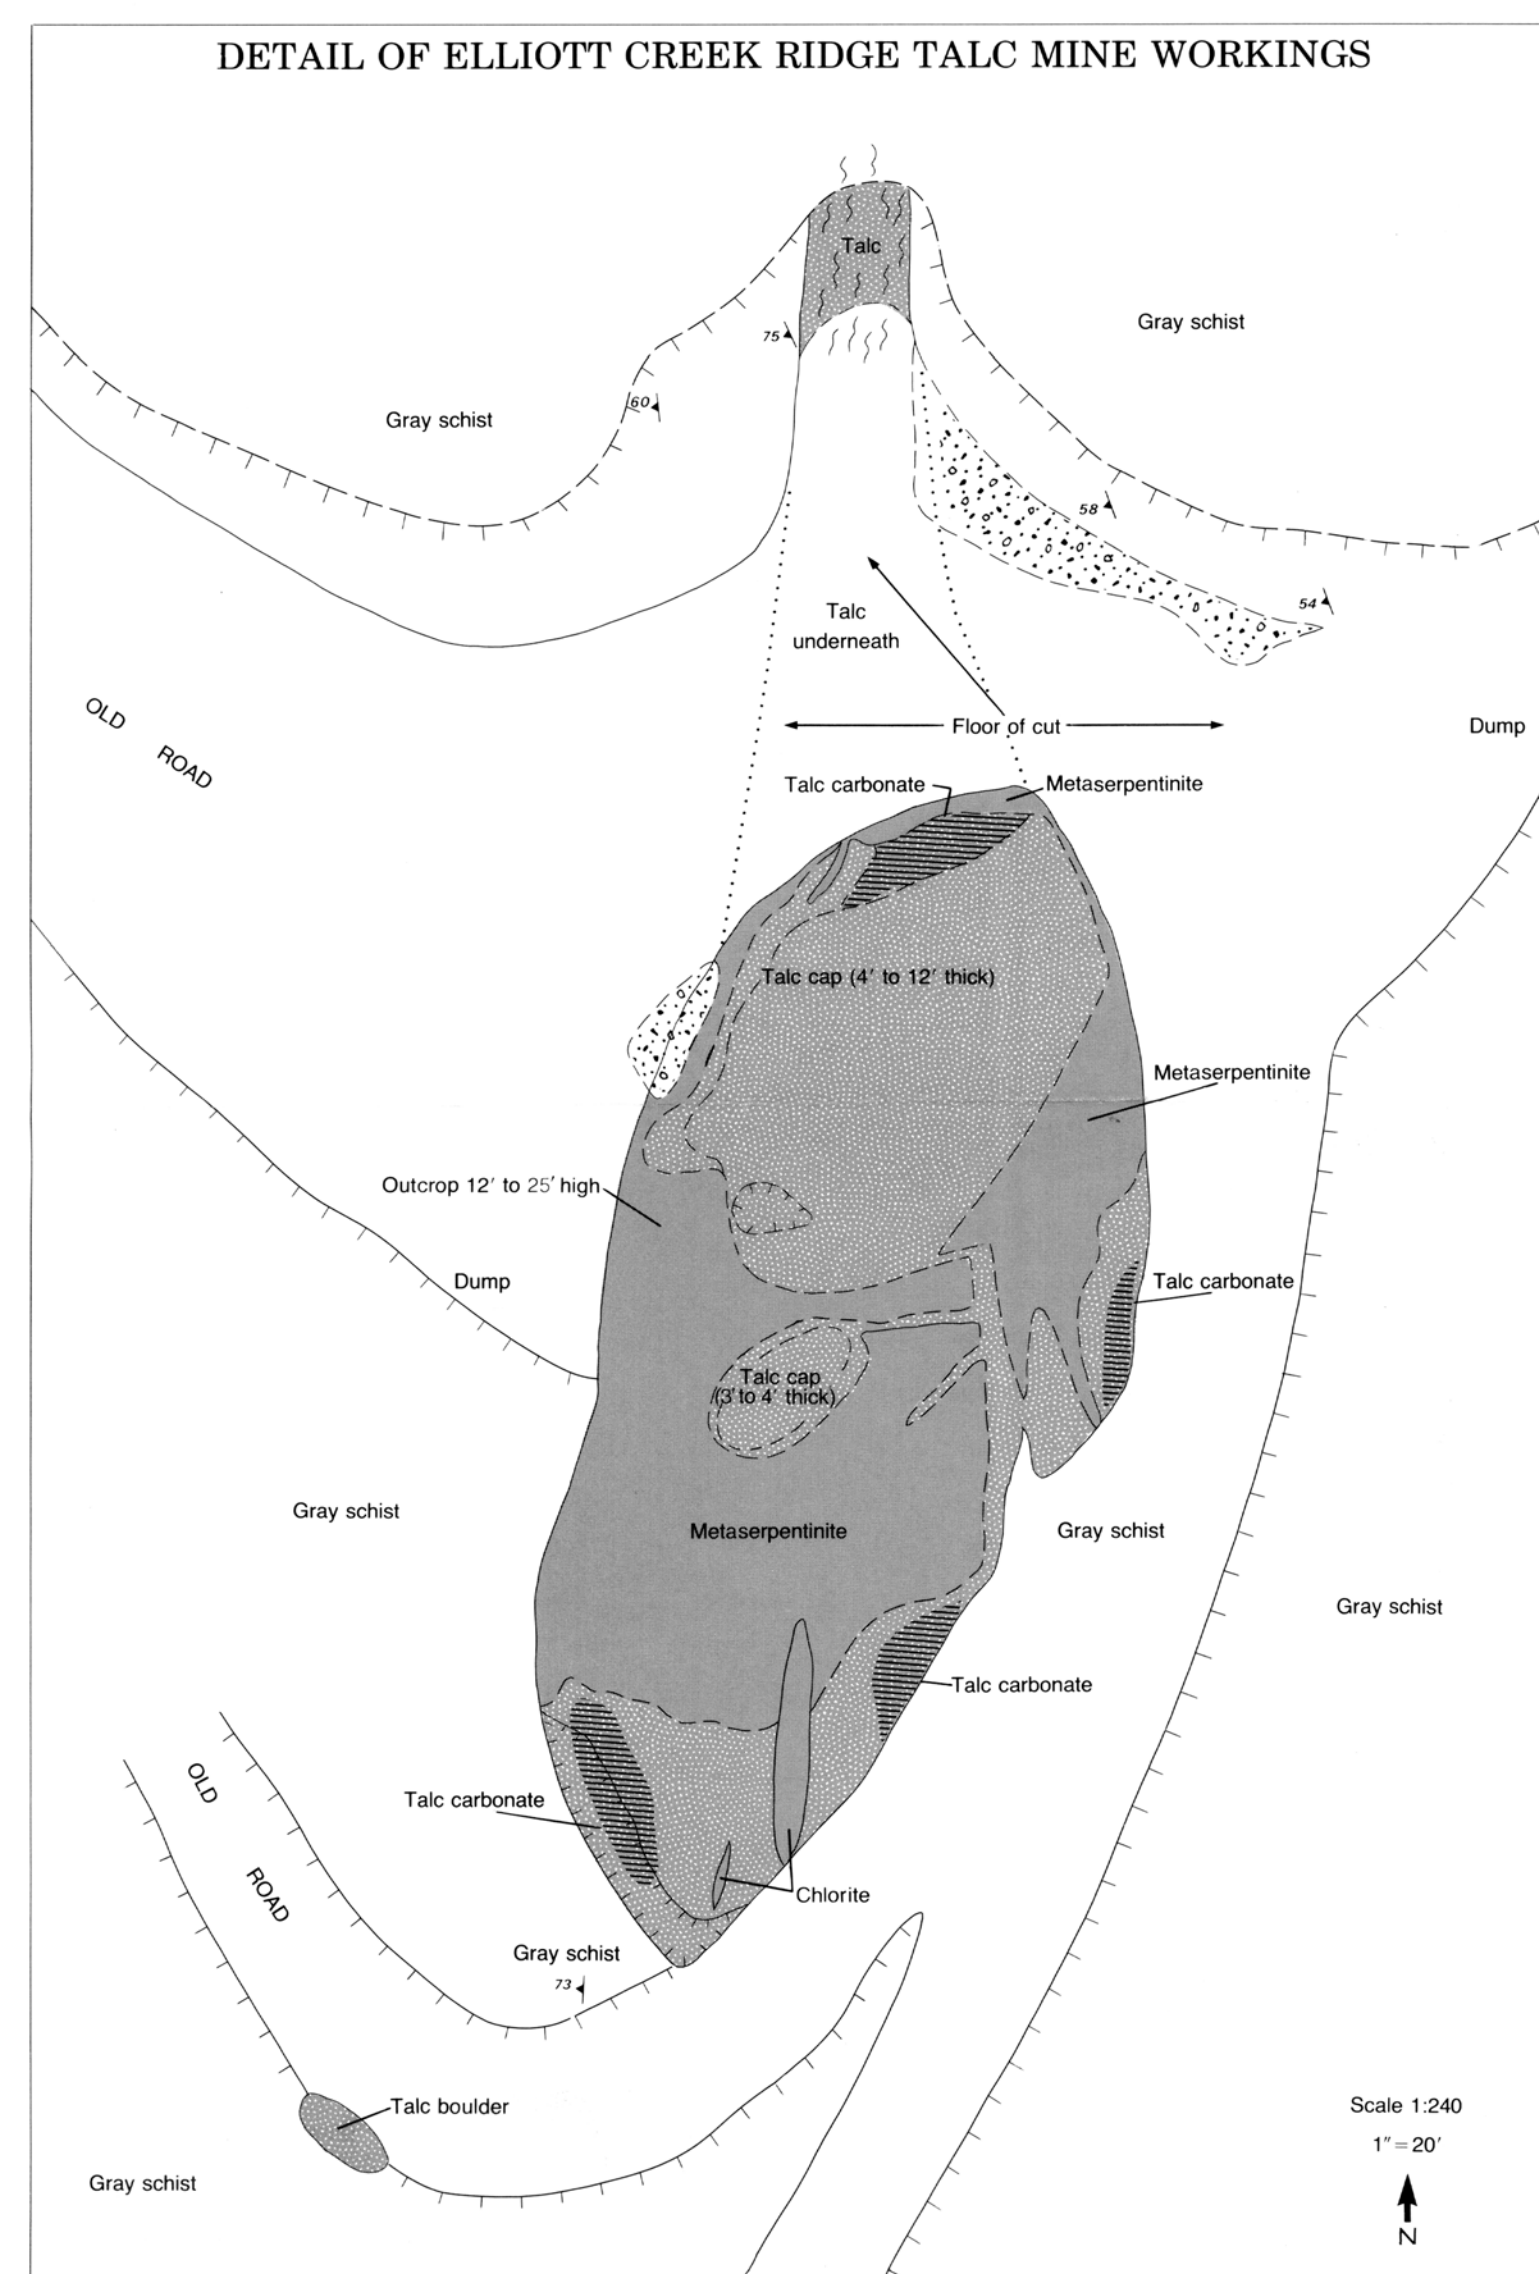 DETAIL OF ELLIOTT CREEK RIDGE TALC MINE WORKINGS
Talc
Gray schist
75
60
Gray schist
58
54
Talc
underneath
OLD
ROAD
Floor of cut
Dump
Talc carbonate
Metaserpentinite
Talc cap (4′ to 12′ thick)
Metaserpentinite
Outcrop 12′ to 25′ high
Dump
Talc carbonate
Talc cap
(3′ to 4′ thick)
Gray schist
Metaserpentinite
Gray schist
Gray schist
Talc carbonate
OLD
ROAD
Talc carbonate
Chlorite
Gray schist
73
Talc boulder
Gray schist
Scale 1:240
1″=20′
N